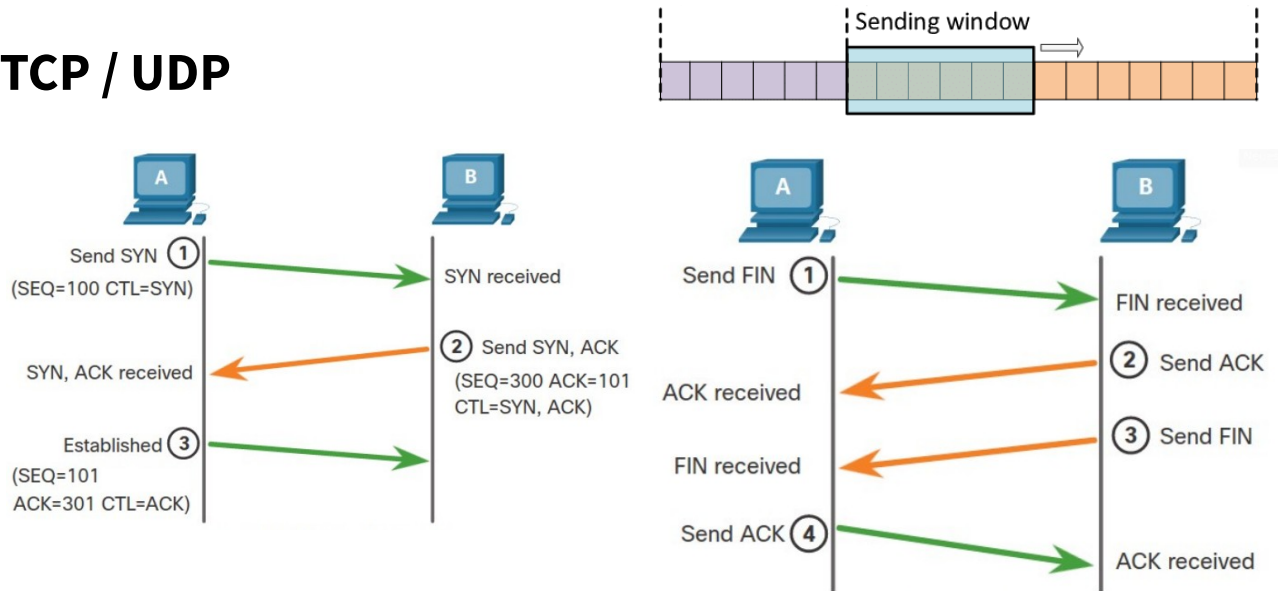 TCP / UDP
Sending window
A
B
Send SYN 1
(SEQ=100 CTL=SYN)
SYN received
2 Send SYN, ACK
(SEQ=300 ACK=101
CTL=SYN, ACK)
SYN, ACK received
Established 3
(SEQ=101
ACK=301 CTL=ACK)
A
B
Send FIN 1
FIN received
2 Send ACK
ACK received
3 Send FIN
FIN received
Send ACK 4
ACK received